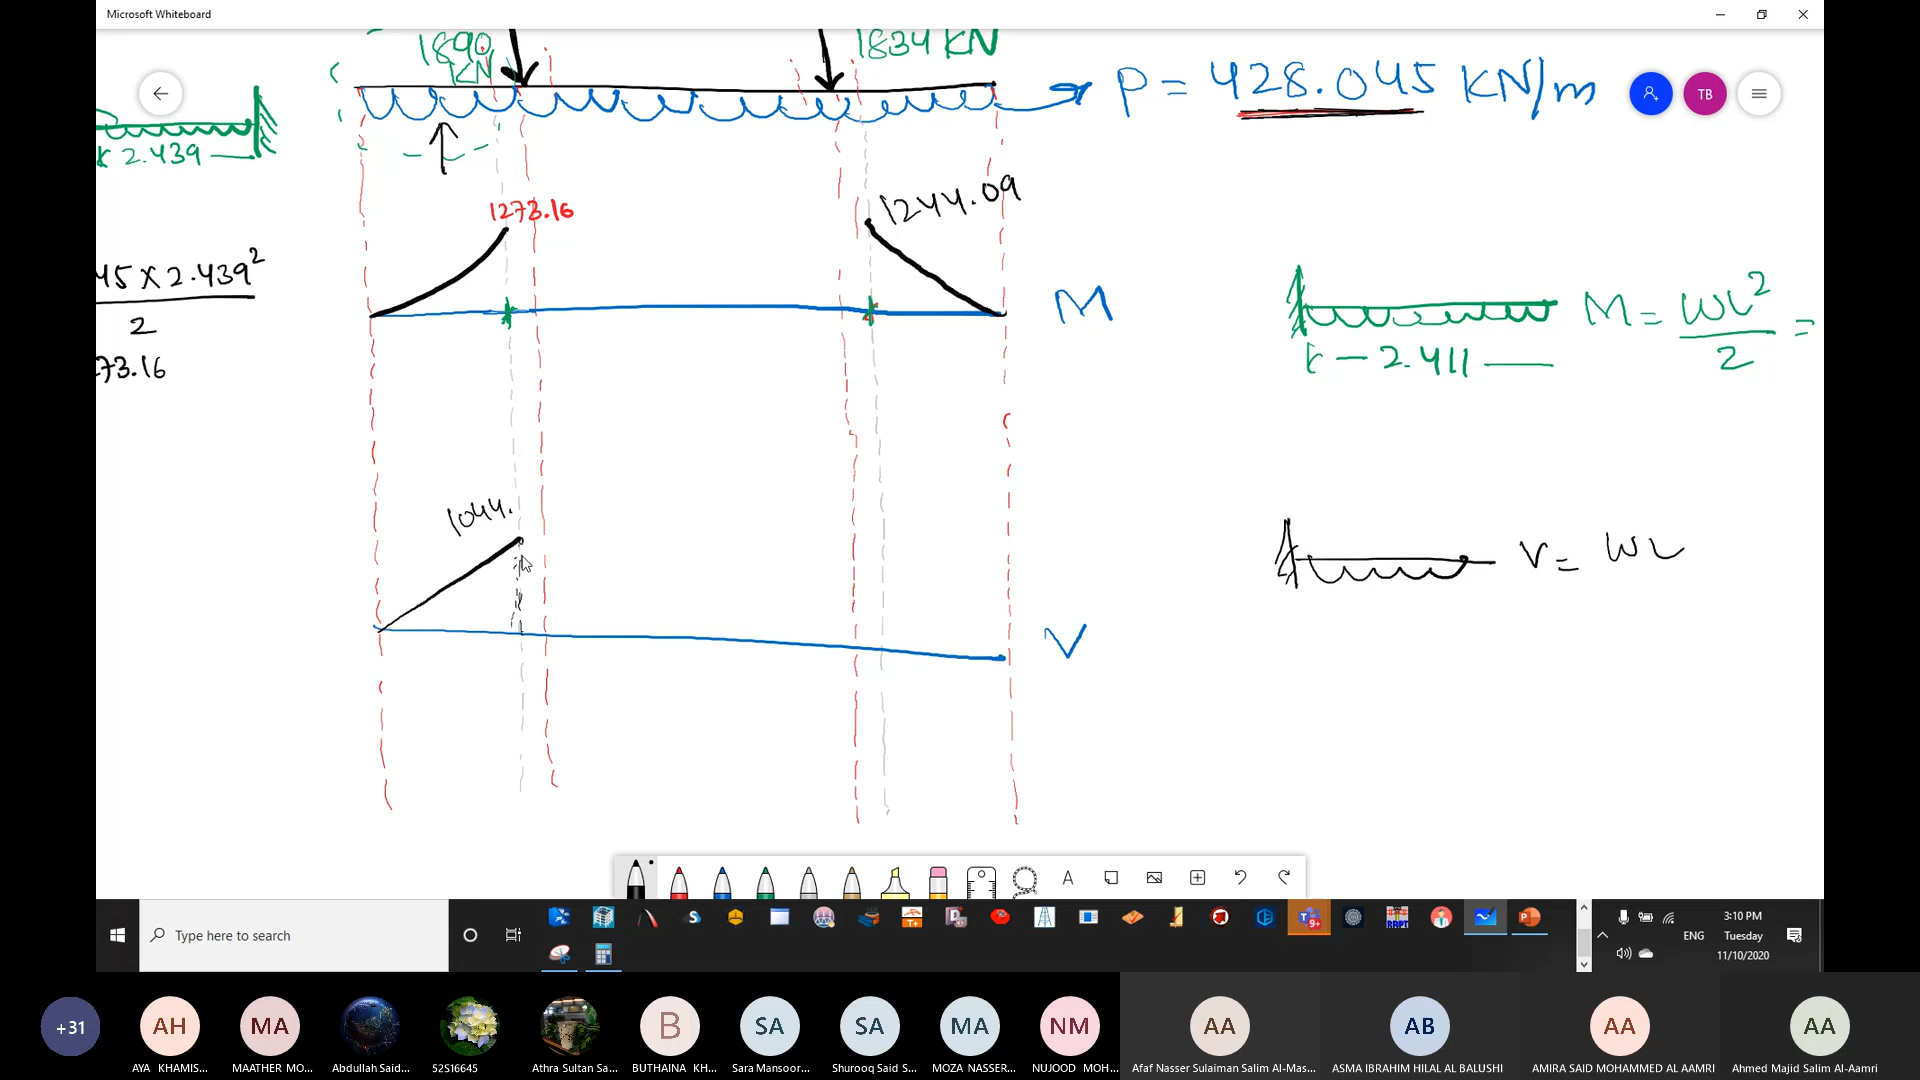 Microsoft Whiteboard
1890
KN
1834 KN
P = 428.045 KN/m
TB
2.439
1273.16
1244.09
45 x 2.439²
2
73.16
M
M = WL²
2
=
2.411
1044.
V = WL
V
A
Type here to search
9+
ENG
3:10 PM
Tuesday
11/10/2020
+31
AH
MA
B
SA
SA
MA
NM
AA
AB
AA
AA
AYA KHAMIS...
MAATHER MO...
Abdullah Said...
52S16645
Athra Sultan Sa...
BUTHAINA KH...
Sara Mansoor...
Shurooq Said S...
MOZA NASSER...
NUJOOD MOH...
Afaf Nasser Sulaiman Salim Al-Mas...
ASMA IBRAHIM HILAL AL BALUSHI
AMIRA SAID MOHAMMED AL AAMRI
Ahmed Majid Salim Al-Aamri